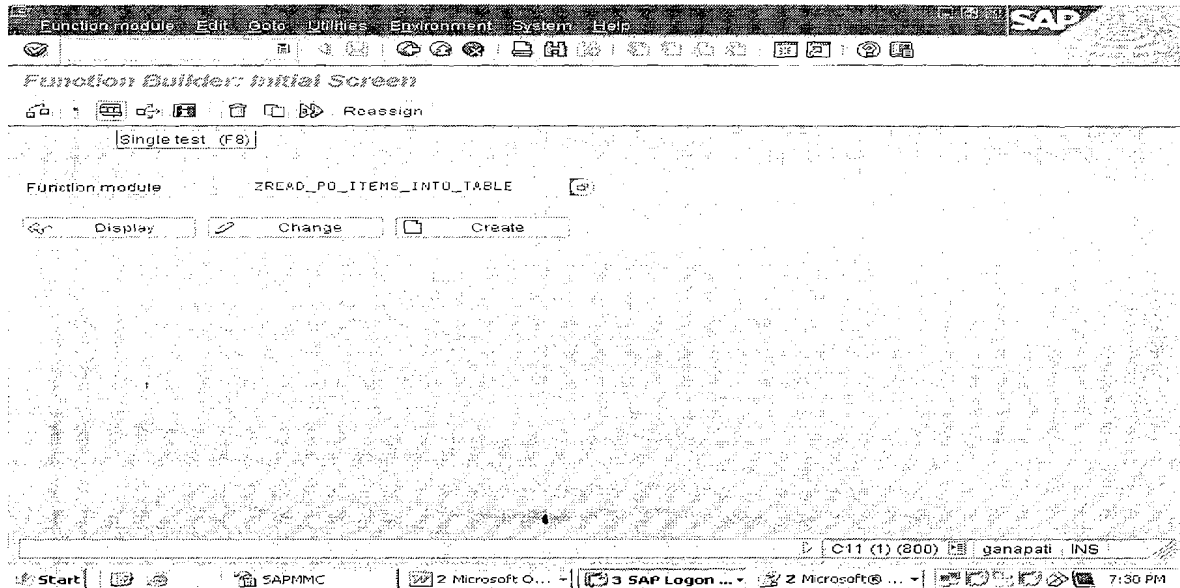 Function module Edit Goto Utilities Environment System Help
SAP
Function Builder: Initial Screen
Reassign
Single test (F8)
Function module ZREAD_PO_ITEMS_INTO_TABLE
Display Change Create
C11 (1) (800) ganapati INS
Start SAPMMC 2 Microsoft O... 3 SAP Logon ... 2 Microsoft® ... 7:30 PM